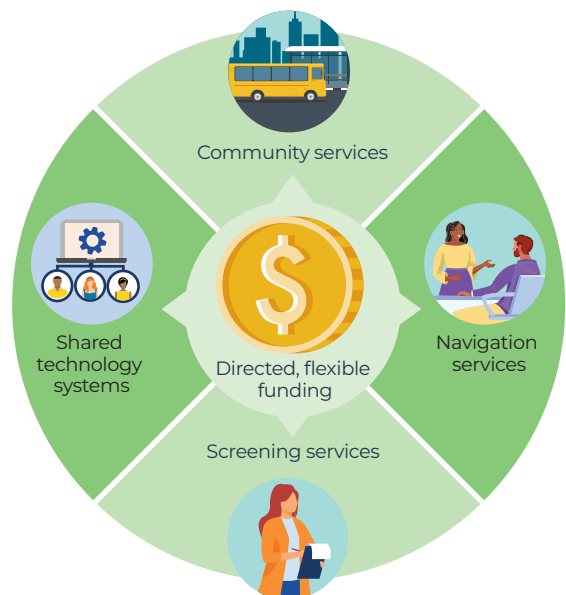 Community services
Shared
technology
systems
Directed, flexible
funding
Navigation
services
Screening services